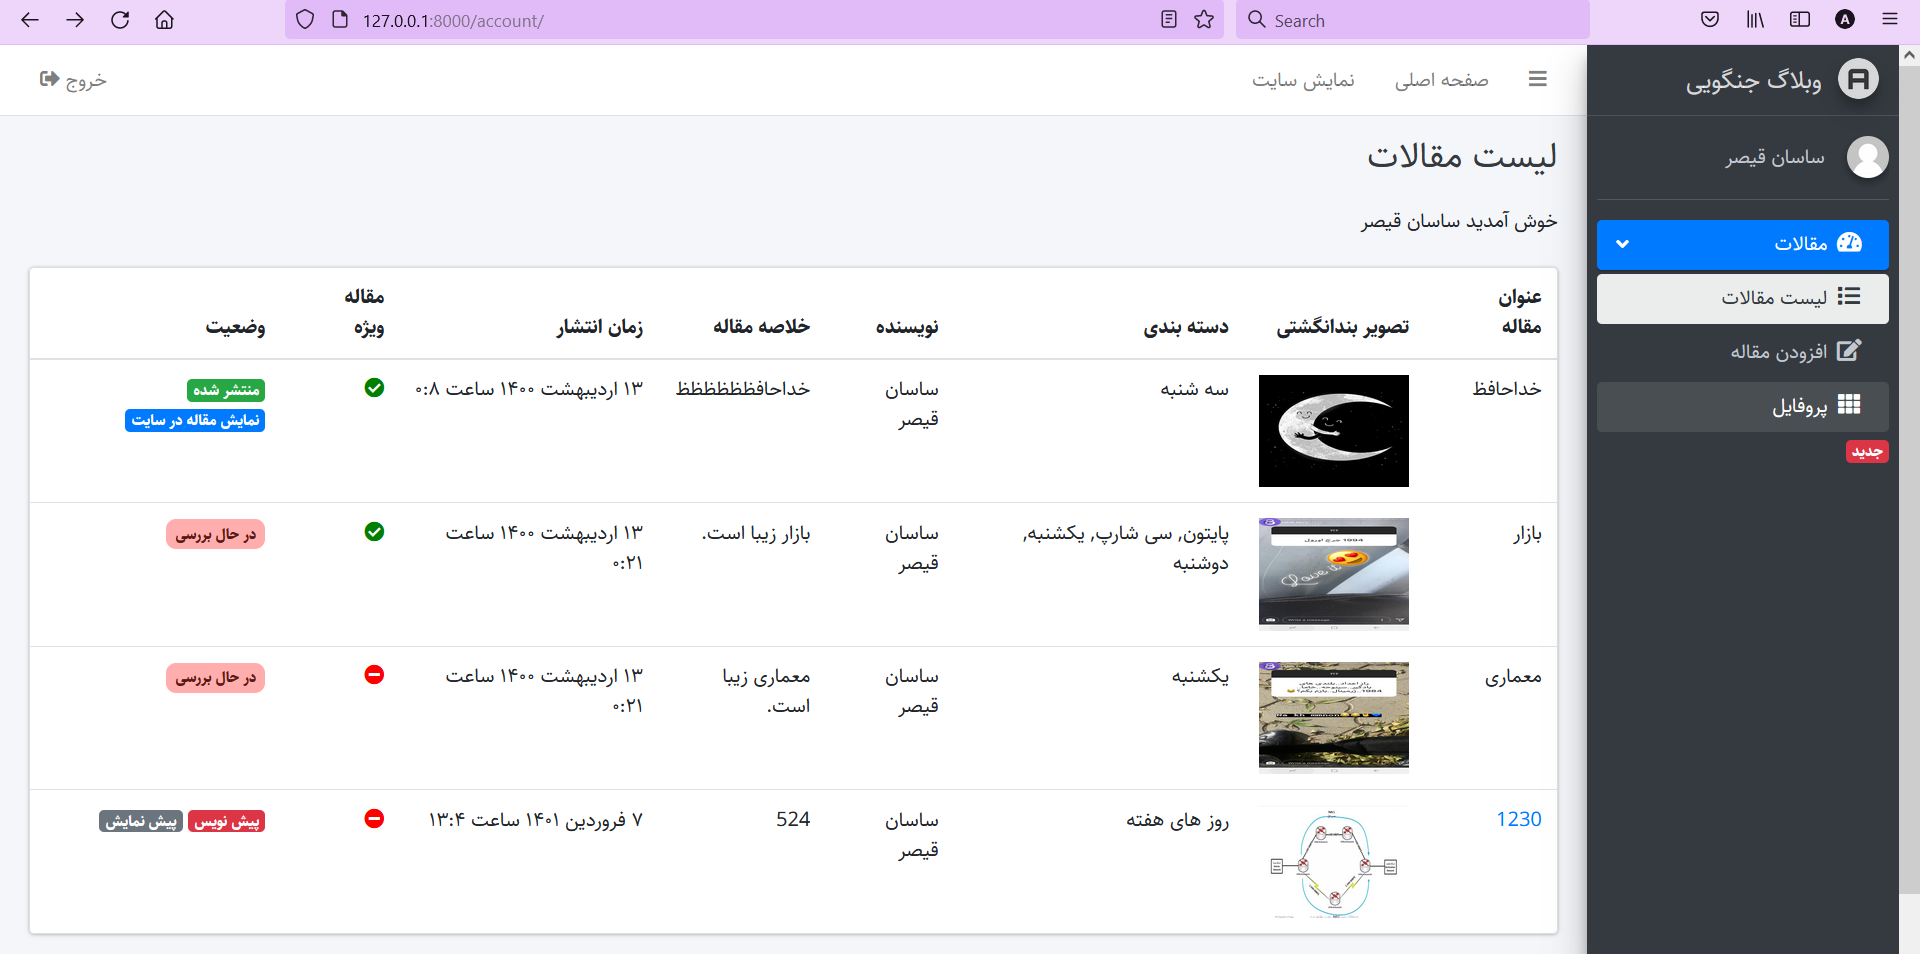 127.0.0.1:8000/account/
Search
وبلاگ جنگویی
ساسان قیصر
مقالات
لیست مقالات
افزودن مقاله
پروفایل
جدید
صفحه اصلی
نمایش سایت
خروج
لیست مقالات
خوش آمدید ساسان قیصر
عنوان مقاله
تصویر بندانگشتی
دسته بندی
نویسنده
خلاصه مقاله
زمان انتشار
مقاله ویژه
وضعیت
خداحافظ
سه شنبه
ساسان قیصر
خداحافظظظظظظ
۱۳ اردیبهشت ۱۴۰۰ ساعت ۰:۸
منتشر شده
نمایش مقاله در سایت
بازار
پایتون, سی شارپ, یکشنبه,
دوشنبه
ساسان قیصر
بازار زیبا است.
۱۳ اردیبهشت ۱۴۰۰ ساعت
۰:۲۱
در حال بررسی
معماری
یکشنبه
ساسان قیصر
معماری زیبا
است.
۱۳ اردیبهشت ۱۴۰۰ ساعت
۰:۲۱
در حال بررسی
1230
روز های هفته
ساسان قیصر
524
۷ فروردین ۱۴۰۱ ساعت ۱۳:۴
پیش نویس
پیش نمایش